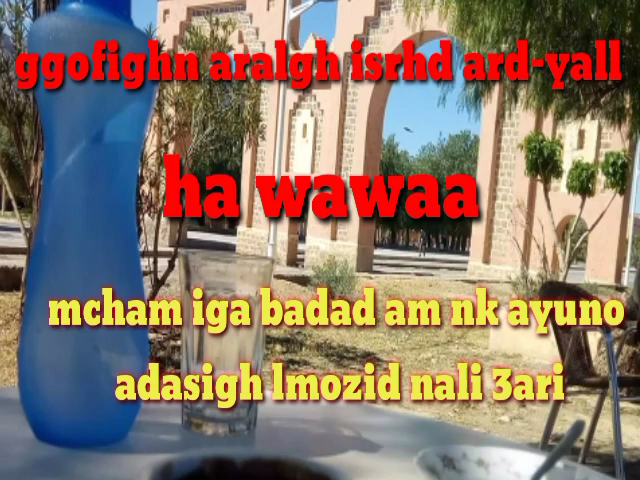 ggofighn aralgh isrhd ard-yall
ha wawaa
mcham iga badad am nk ayuno
adasigh lmozid nali 3ari